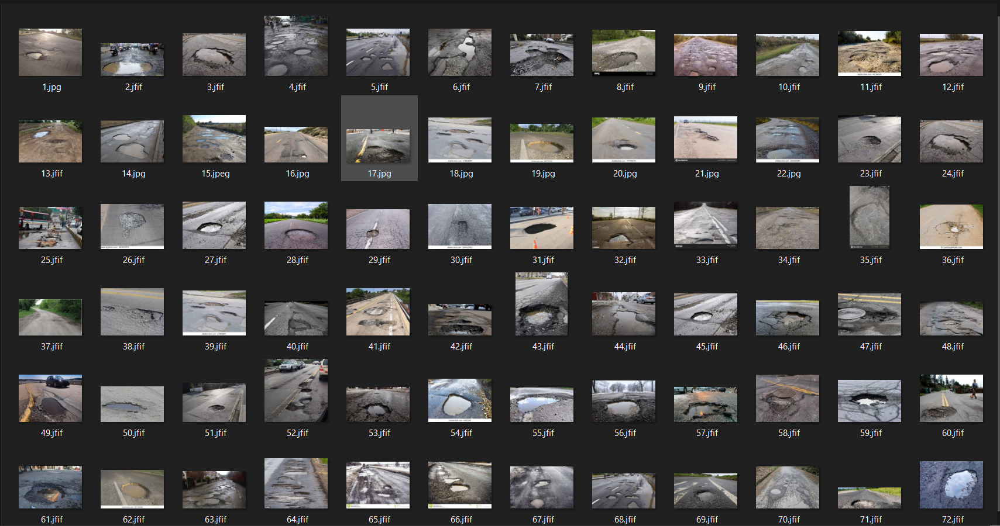 1.jpg 2.jfif 3.jfif 4.jfif 5.jfif 6.jfif 7.jfif 8.jfif 9.jfif 10.jfif 11.jfif 12.jfif
13.jfif 14.jpg 15.jpeg 16.jpg 17.jpg 18.jpg 19.jpg 20.jpg 21.jpg 22.jpg 23.jfif 24.jfif
25.jfif 26.jfif 27.jfif 28.jfif 29.jfif 30.jfif 31.jfif 32.jfif 33.jfif 34.jfif 35.jfif 36.jfif
37.jfif 38.jfif 39.jfif 40.jfif 41.jfif 42.jfif 43.jfif 44.jfif 45.jfif 46.jfif 47.jfif 48.jfif
49.jfif 50.jfif 51.jfif 52.jfif 53.jfif 54.jfif 55.jfif 56.jfif 57.jfif 58.jfif 59.jfif 60.jfif
61.jfif 62.jfif 63.jfif 64.jfif 65.jfif 66.jfif 67.jfif 68.jfif 69.jfif 70.jfif 71.jfif 72.jfif